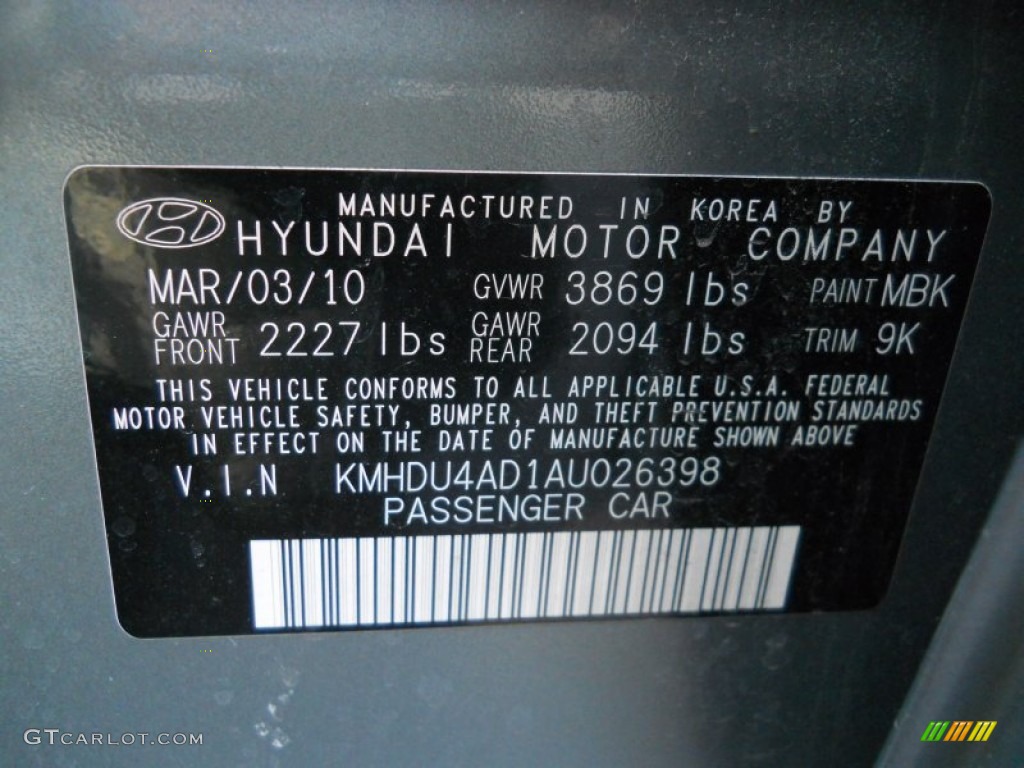 MANUFACTURED IN KOREA BY
HYUNDAI MOTOR COMPANY
MAR/03/10 GVWR 3869 lbs PAINT MBK
GAWR FRONT 2227 lbs GAWR REAR 2094 lbs TRIM 9K
THIS VEHICLE CONFORMS TO ALL APPLICABLE U.S.A. FEDERAL
MOTOR VEHICLE SAFETY, BUMPER, AND THEFT PREVENTION STANDARDS
IN EFFECT ON THE DATE OF MANUFACTURE SHOWN ABOVE
V.I.N KMHDU4AD1AU026398
PASSENGER CAR
GTCARLOT.COM